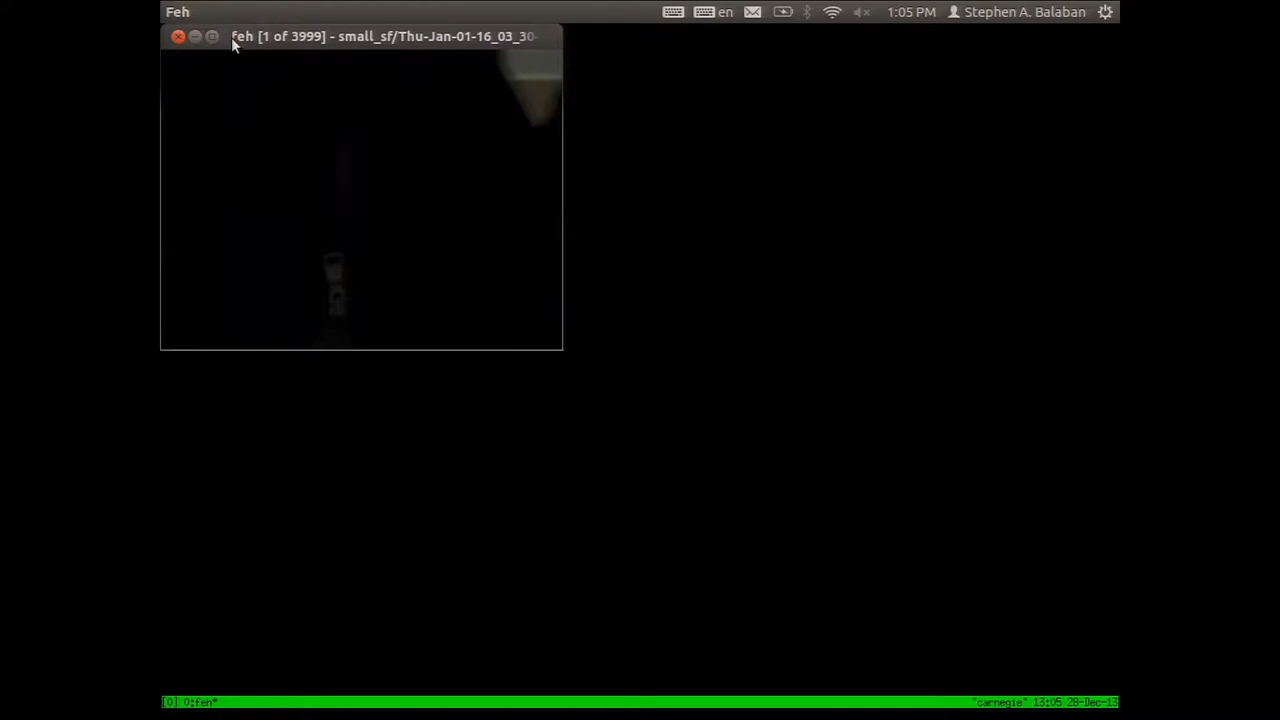 Feh
en
1:05 PM
Stephen A. Balaban
feh [1 of 3999] - small_sf/Thu-Jan-01-16_03_30-
[0] 0:feh*
"carnegie" 13:05 28-Dec-13